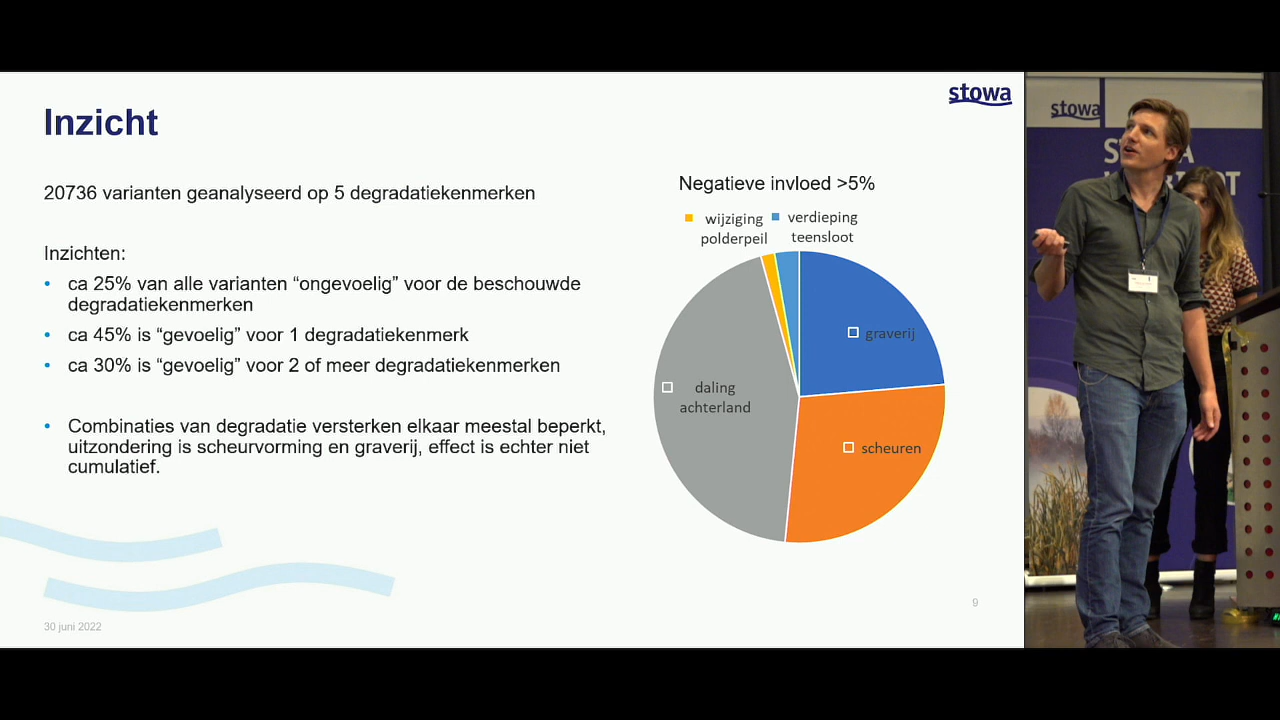 stowa
Inzicht
20736 varianten geanalyseerd op 5 degradatiekenmerken
Inzichten:
• ca 25% van alle varianten “ongevoelig” voor de beschouwde
degradatiekenmerken
• ca 45% is “gevoelig” voor 1 degradatiekenmerk
• ca 30% is “gevoelig” voor 2 of meer degradatiekenmerken
• Combinaties van degradatie versterken elkaar meestal beperkt,
uitzondering is scheurvorming en graverij, effect is echter niet
cumulatief.
Negatieve invloed >5%
wijziging
polderpeil
verdieping
teensloot
graverij
daling
achterland
scheuren
9
30 juni 2022
stowa